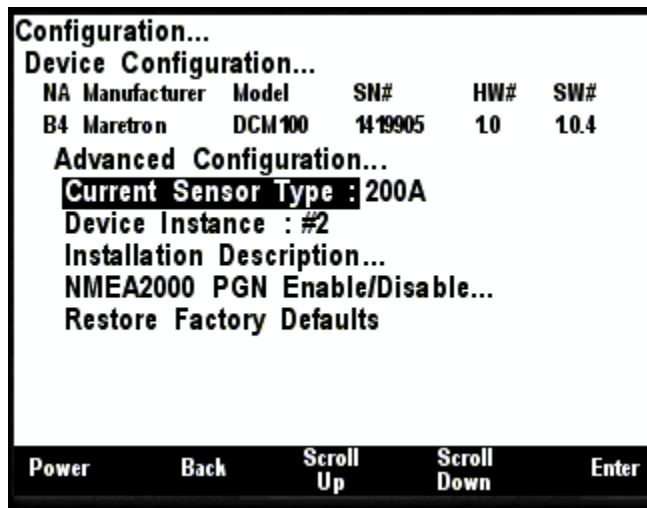 Configuration...
Device Configuration...
NA Manufacturer Model SN# HW# SW#
B4 Maretron DCM100 1419905 1.0 1.0.4
Advanced Configuration...
Current Sensor Type : 200A
Device Instance : #2
Installation Description...
NMEA2000 PGN Enable/Disable...
Restore Factory Defaults
Power Back Scroll Up Scroll Down Enter